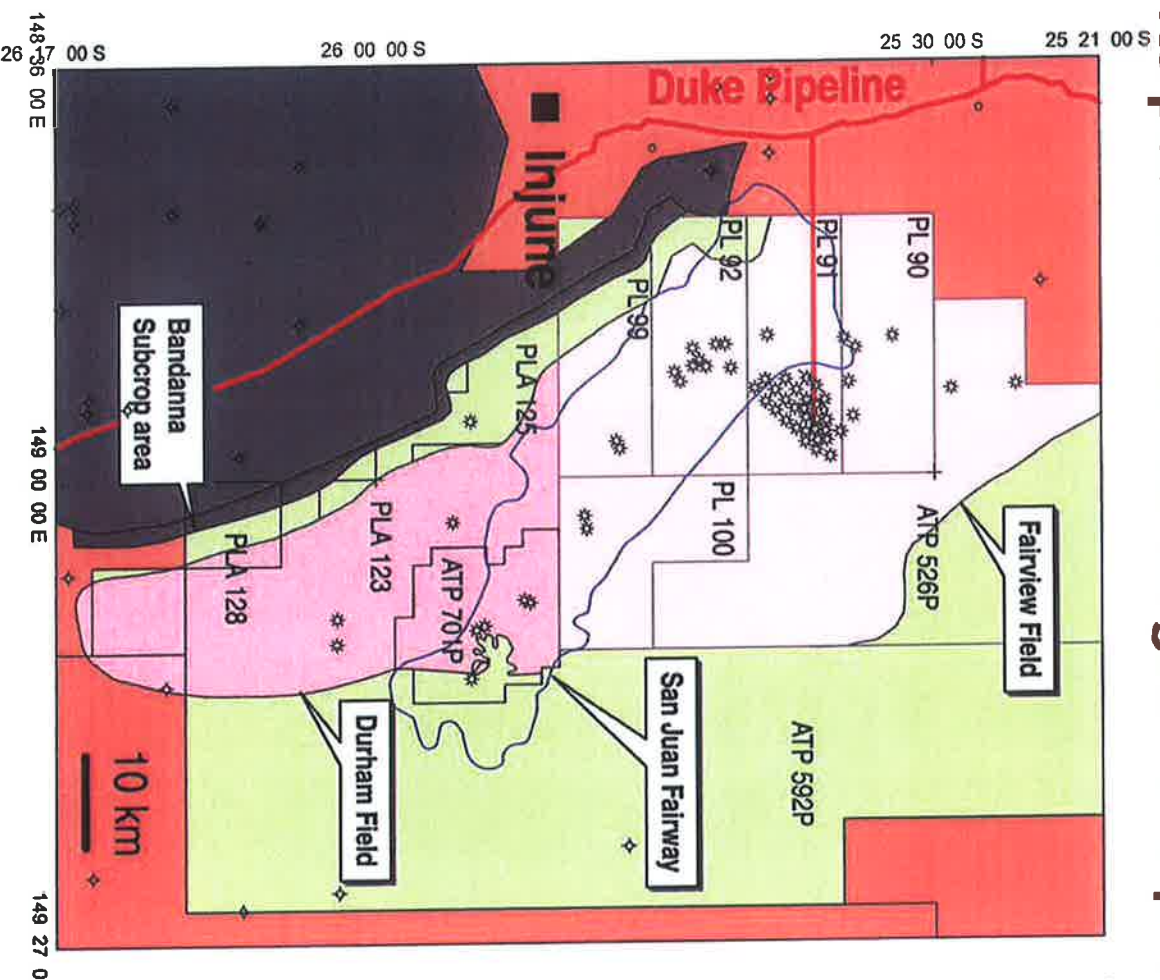 26 17 00 S
26 00 00 S
25 30 00 S
25 21 00 S
148 36 00 E
149 00 00 E
149 27 0
Duke Pipeline
Injune
PL 90
PL 91
PL 92
PL 99
PL 100
PLA 125
PLA 123
PLA 128
ATP 701P
ATP 526P
ATP 592P
Fairview Field
San Juan Fairway
Durham Field
Bandanna
Subcrop area
10 km